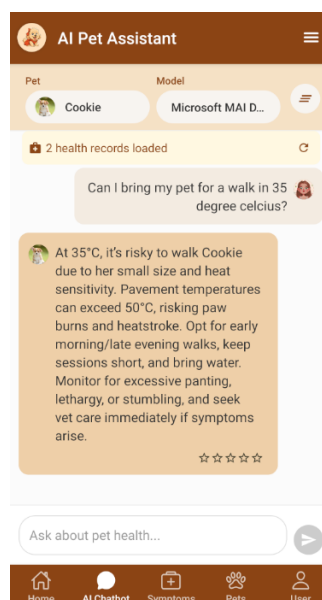 AI Pet Assistant
Pet
Model
Cookie
Microsoft MAI D...
2 health records loaded
Can I bring my pet for a walk in 35
degree celcius?
At 35°C, it's risky to walk Cookie
due to her small size and heat
sensitivity. Pavement temperatures
can exceed 50°C, risking paw
burns and heatstroke. Opt for early
morning/late evening walks, keep
sessions short, and bring water.
Monitor for excessive panting,
lethargy, or stumbling, and seek
vet care immediately if symptoms
arise.
Ask about pet health...
Home
AI Chatbot
Symptoms
Pets
User